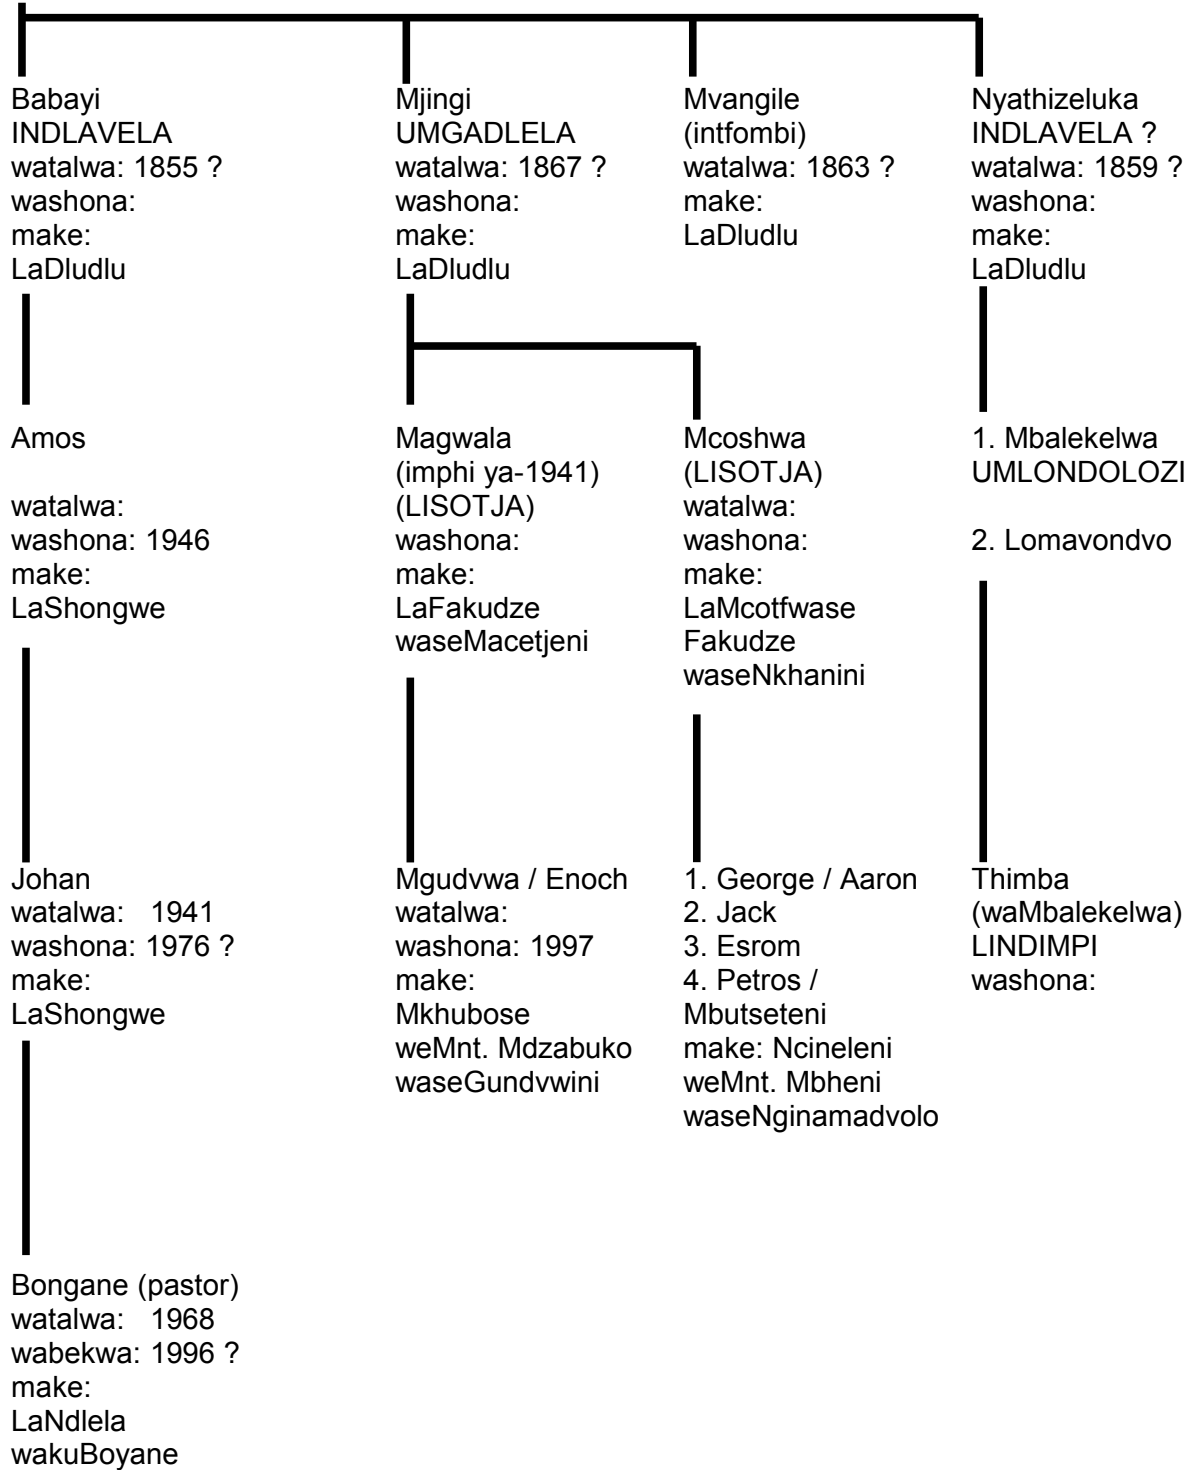 Babayi
INDLAVELA
watalwa: 1855 ?
washona:
make:
LaDludlu
Mjingi
UMGADLELA
watalwa: 1867 ?
washona:
make:
LaDludlu
Mvangile
(intfombi)
watalwa: 1863 ?
make:
LaDludlu
Nyathizeluka
INDLAVELA ?
watalwa: 1859 ?
washona:
make:
LaDludlu
Amos
watalwa:
washona: 1946
make:
LaShongwe
Magwala
(imphi ya-1941)
(LISOTJA)
washona:
make:
LaFakudze
waseMacetjeni
Mcoshwa
(LISOTJA)
watalwa:
washona:
make:
LaMcotfwase
Fakudze
waseNkhanini
1. Mbalekelwa
UMLONDOLOZI
2. Lomavondvo
Johan
watalwa: 1941
washona: 1976 ?
make:
LaShongwe
Mgudvwa / Enoch
watalwa:
washona: 1997
make:
Mkhubose
weMnt. Mdzabuko
waseGundvwini
1. George / Aaron
2. Jack
3. Esrom
4. Petros /
Mbutseteni
make: Ncineleni
weMnt. Mbheni
waseNginamadvolo
Thimba
(waMbalekelwa)
LINDIMPI
washona:
Bongane (pastor)
watalwa: 1968
wabekwa: 1996 ?
make:
LaNdlela
wakuBoyane